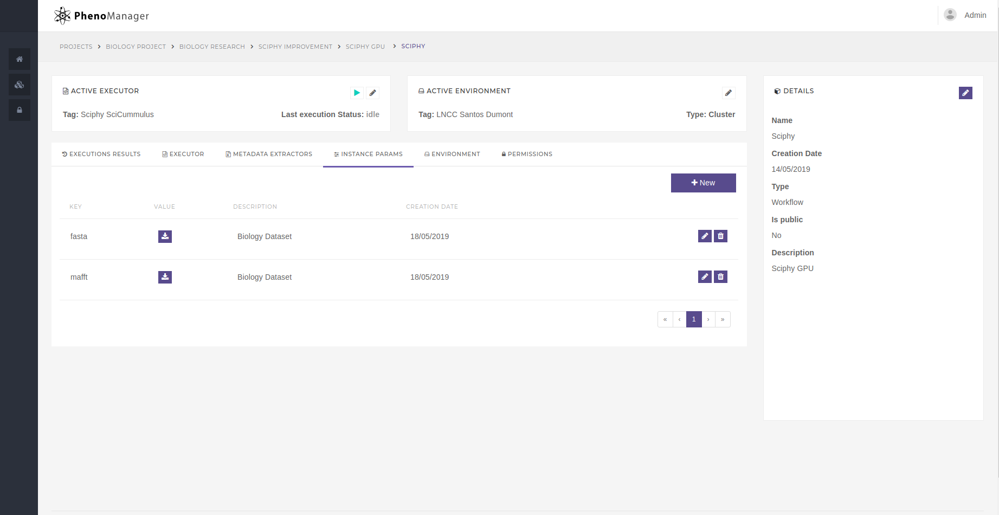 PhenoManager
Admin
PROJECTS > BIOLOGY PROJECT > BIOLOGY RESEARCH > SCIPHY IMPROVEMENT > SCIPHY GPU > SCIPHY
ACTIVE EXECUTOR
Tag: Sciphy SciCummulus
Last execution Status: idle
ACTIVE ENVIRONMENT
Tag: LNCC Santos Dumont
Type: Cluster
EXECUTIONS RESULTS EXECUTOR METADATA EXTRACTORS INSTANCE PARAMS ENVIRONMENT PERMISSIONS
New
KEY VALUE DESCRIPTION CREATION DATE
fasta Biology Dataset 18/05/2019
mafft Biology Dataset 18/05/2019
« ‹ 1 › »
DETAILS
Name
Sciphy
Creation Date
14/05/2019
Type
Workflow
Is public
No
Description
Sciphy GPU